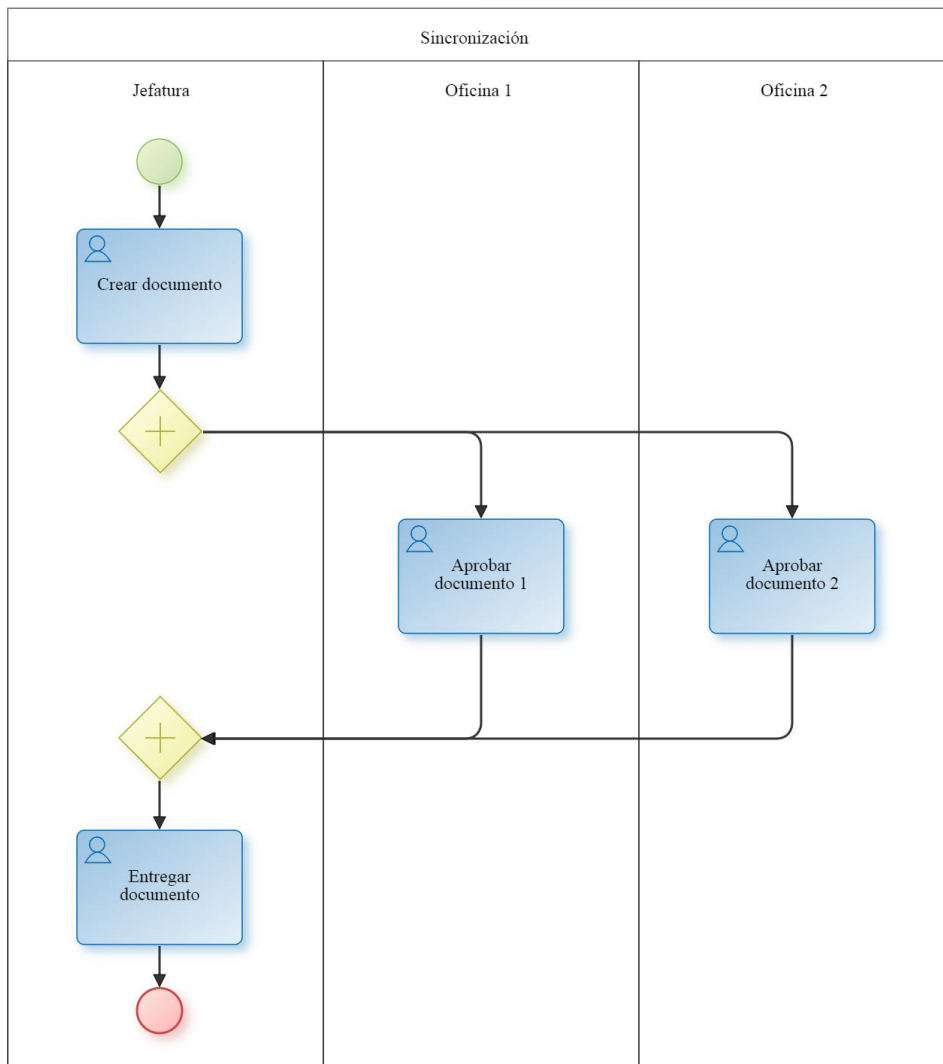 Sincronización
Jefatura
Oficina 1
Oficina 2
Crear documento
Aprobar
documento 1
Aprobar
documento 2
Entregar
documento